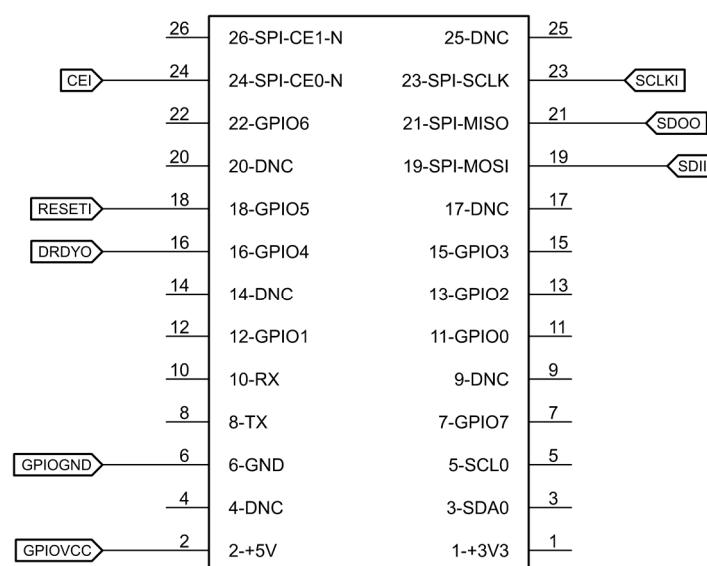 26 26-SPI-CE1-N 25-DNC 25
CEI 24 24-SPI-CE0-N 23-SPI-SCLK 23 SCLKI
22 22-GPIO6 21-SPI-MISO 21 SDOO
20 20-DNC 19-SPI-MOSI 19 SDII
RESETI 18 18-GPIO5 17-DNC 17
DRDYO 16 16-GPIO4 15-GPIO3 15
14 14-DNC 13-GPIO2 13
12 12-GPIO1 11-GPIO0 11
10 10-RX 9-DNC 9
8 8-TX 7-GPIO7 7
GPIOGND 6 6-GND 5-SCL0 5
4 4-DNC 3-SDA0 3
GPIOVCC 2 2-+5V 1-+3V3 1